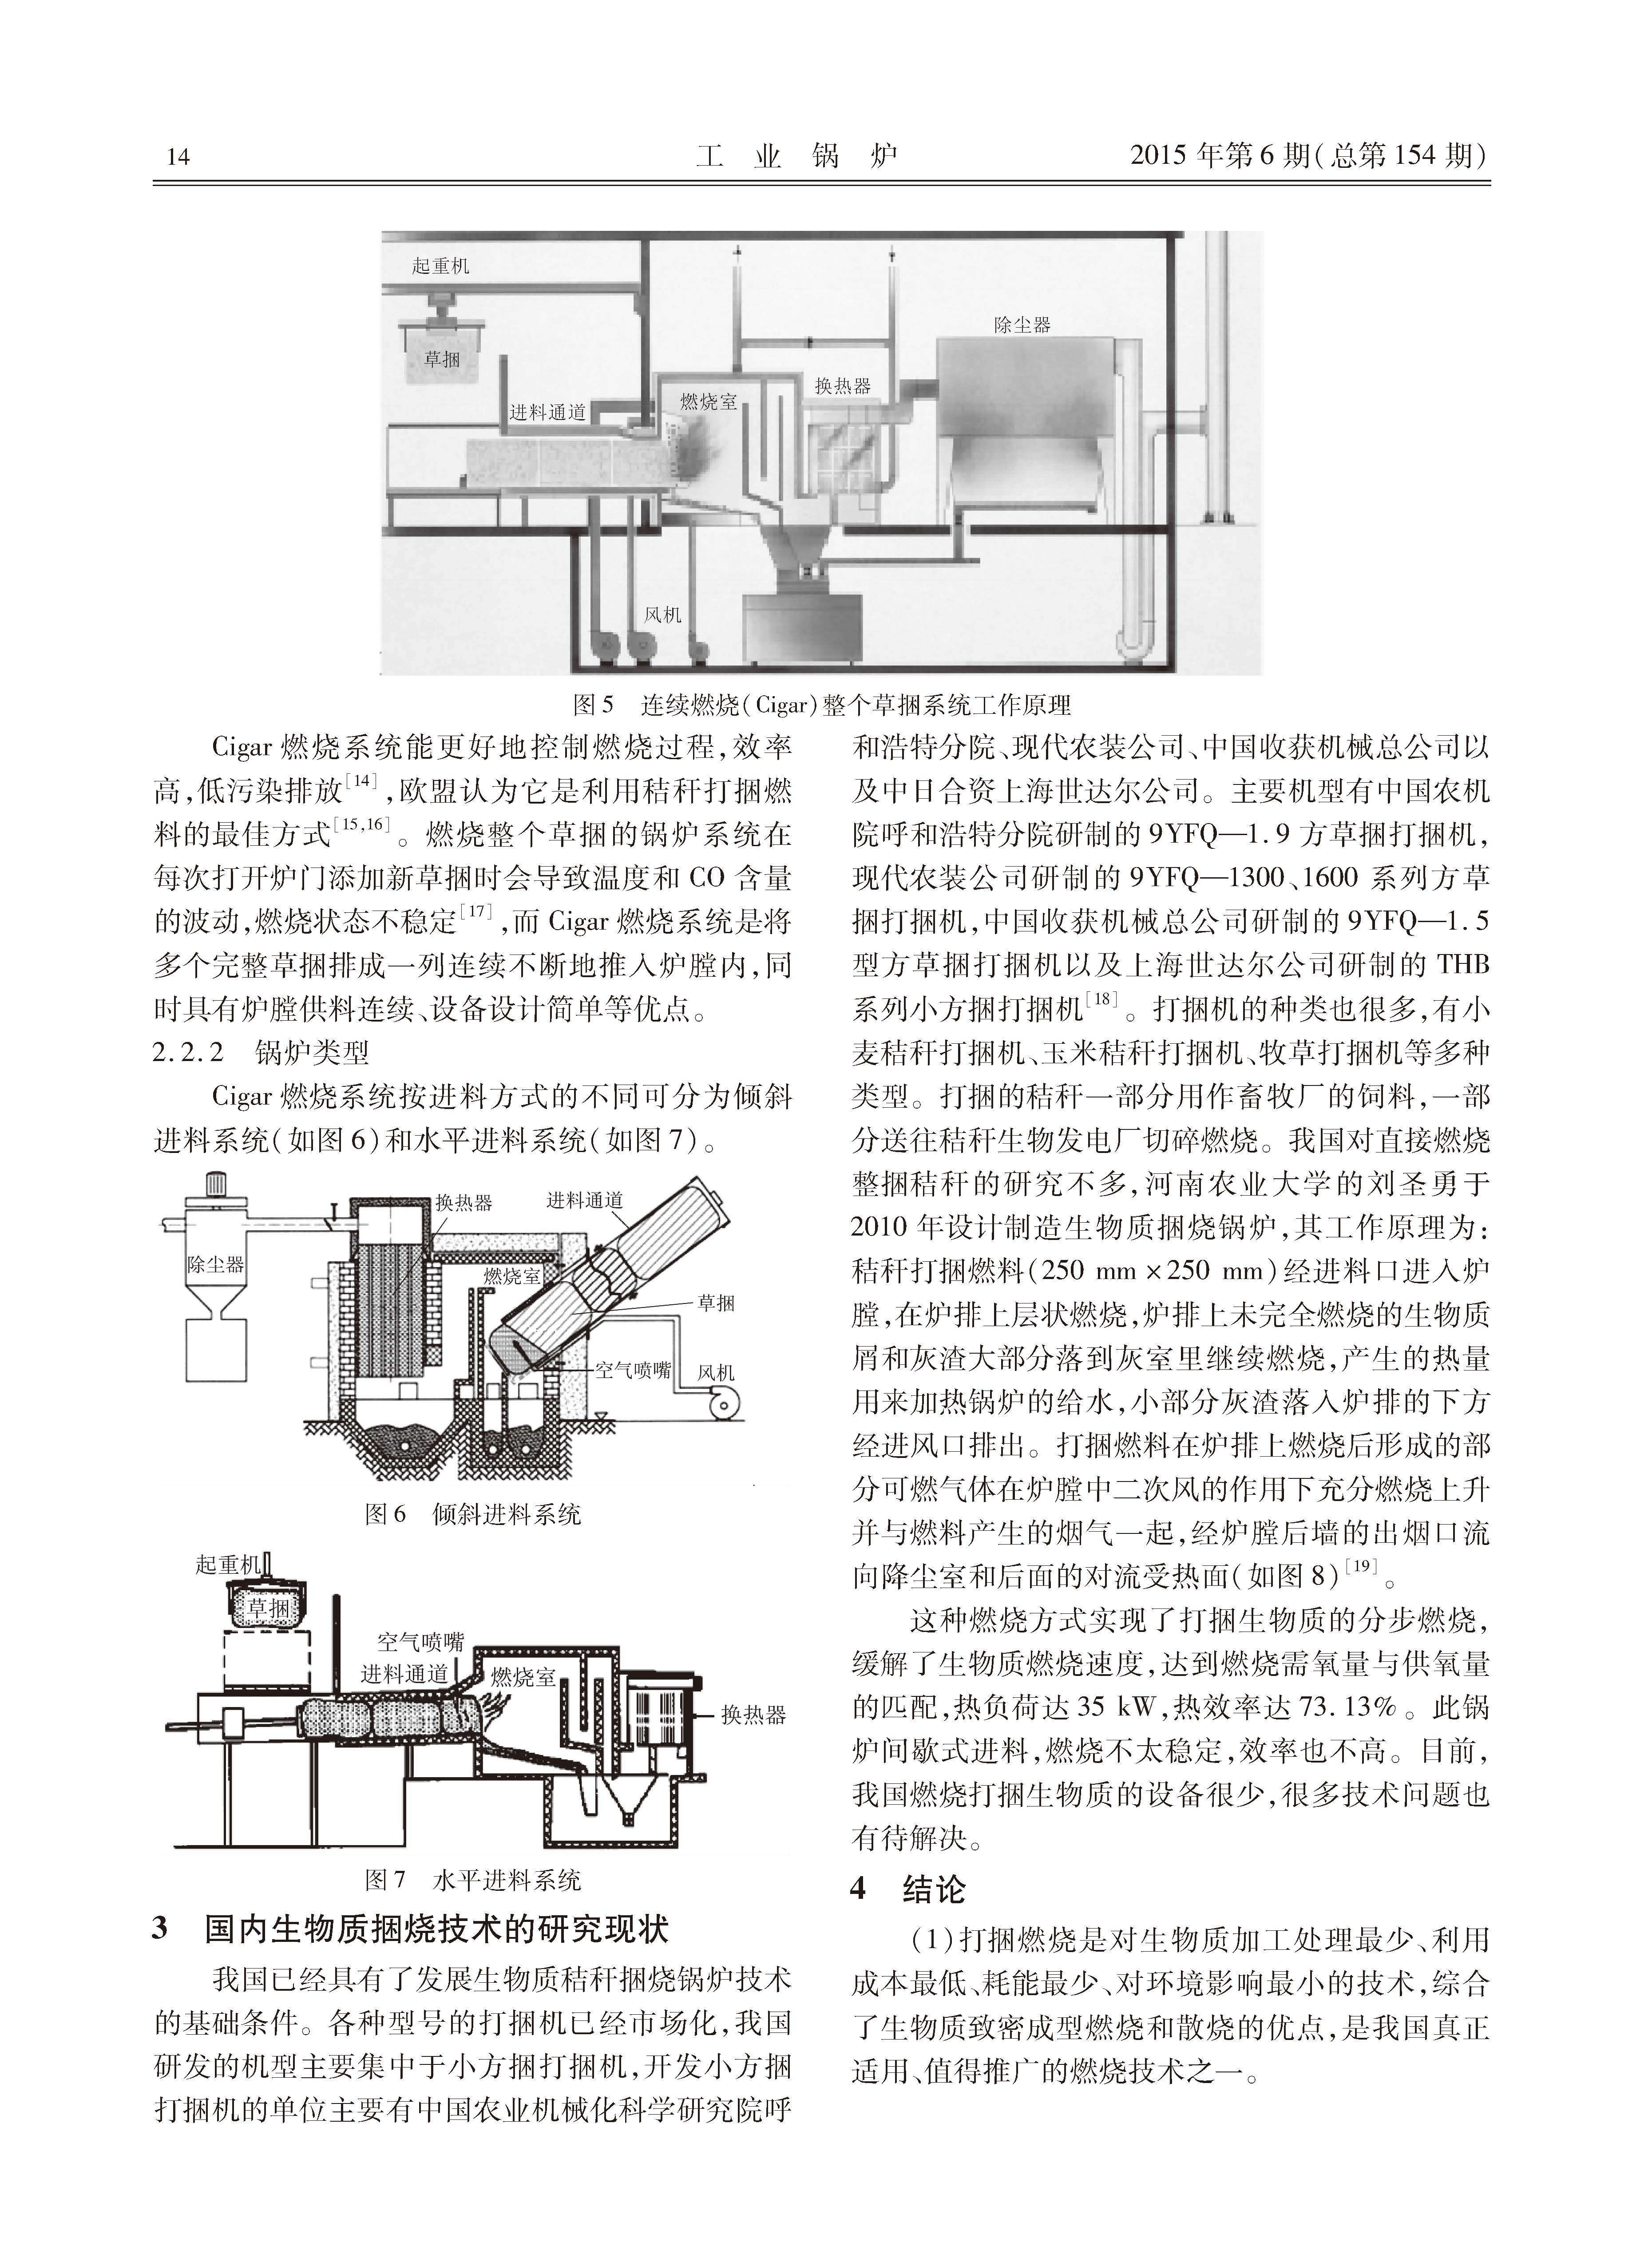 14
工 业 锅 炉
2015 年第 6 期(总第 154 期)
起重机
草捆
进料通道
燃烧室
换热器
除尘器
风机
图 5 连续燃烧(Cigar)整个草捆系统工作原理
Cigar 燃烧系统能更好地控制燃烧过程,效率
高,低污染排放[14],欧盟认为它是利用秸秆打捆燃
料的最佳方式[15,16]。燃烧整个草捆的锅炉系统在
每次打开炉门添加新草捆时会导致温度和 CO 含量
的波动,燃烧状态不稳定[17],而 Cigar 燃烧系统是将
多个完整草捆排成一列连续不断地推入炉膛内,同
时具有炉膛供料连续、设备设计简单等优点。
2.2.2 锅炉类型
Cigar 燃烧系统按进料方式的不同可分为倾斜
进料系统(如图 6)和水平进料系统(如图 7)。
换热器
进料通道
除尘器
燃烧室
草捆
空气喷嘴
风机
图 6 倾斜进料系统
起重机
草捆
空气喷嘴
进料通道
燃烧室
换热器
图 7 水平进料系统
3 国内生物质捆烧技术的研究现状
我国已经具有了发展生物质秸秆捆烧锅炉技术
的基础条件。各种型号的打捆机已经市场化,我国
研发的机型主要集中于小方捆打捆机,开发小方捆
打捆机的单位主要有中国农业机械化科学研究院呼
和浩特分院、现代农装公司、中国收获机械总公司以
及中日合资上海世达尔公司。主要机型有中国农机
院呼和浩特分院研制的 9YFQ—1.9 方草捆打捆机,
现代农装公司研制的 9YFQ—1300、1600 系列方草
捆打捆机,中国收获机械总公司研制的 9YFQ—1.5
型方草捆打捆机以及上海世达尔公司研制的 THB
系列小方捆打捆机[18]。打捆机的种类也很多,有小
麦秸秆打捆机、玉米秸秆打捆机、牧草打捆机等多种
类型。打捆的秸秆一部分用作畜牧厂的饲料,一部
分送往秸秆生物发电厂切碎燃烧。我国对直接燃烧
整捆秸秆的研究不多,河南农业大学的刘圣勇于
2010 年设计制造生物质捆烧锅炉,其工作原理为:
秸秆打捆燃料(250 mm×250 mm)经进料口进入炉
膛,在炉排上层状燃烧,炉排上未完全燃烧的生物质
屑和灰渣大部分落到灰室里继续燃烧,产生的热量
用来加热锅炉的给水,小部分灰渣落入炉排的下方
经进风口排出。打捆燃料在炉排上燃烧后形成的部
分可燃气体在炉膛中二次风的作用下充分燃烧上升
并与燃料产生的烟气一起,经炉膛后墙的出烟口流
向降尘室和后面的对流受热面(如图 8)[19]。
这种燃烧方式实现了打捆生物质的分步燃烧,
缓解了生物质燃烧速度,达到燃烧需氧量与供氧量
的匹配,热负荷达 35 kW,热效率达 73.13%。此锅
炉间歇式进料,燃烧不太稳定,效率也不高。目前,
我国燃烧打捆生物质的设备很少,很多技术问题也
有待解决。
4 结论
(1)打捆燃烧是对生物质加工处理最少、利用
成本最低、耗能最少、对环境影响最小的技术,综合
了生物质致密成型燃烧和散烧的优点,是我国真正
适用、值得推广的燃烧技术之一。